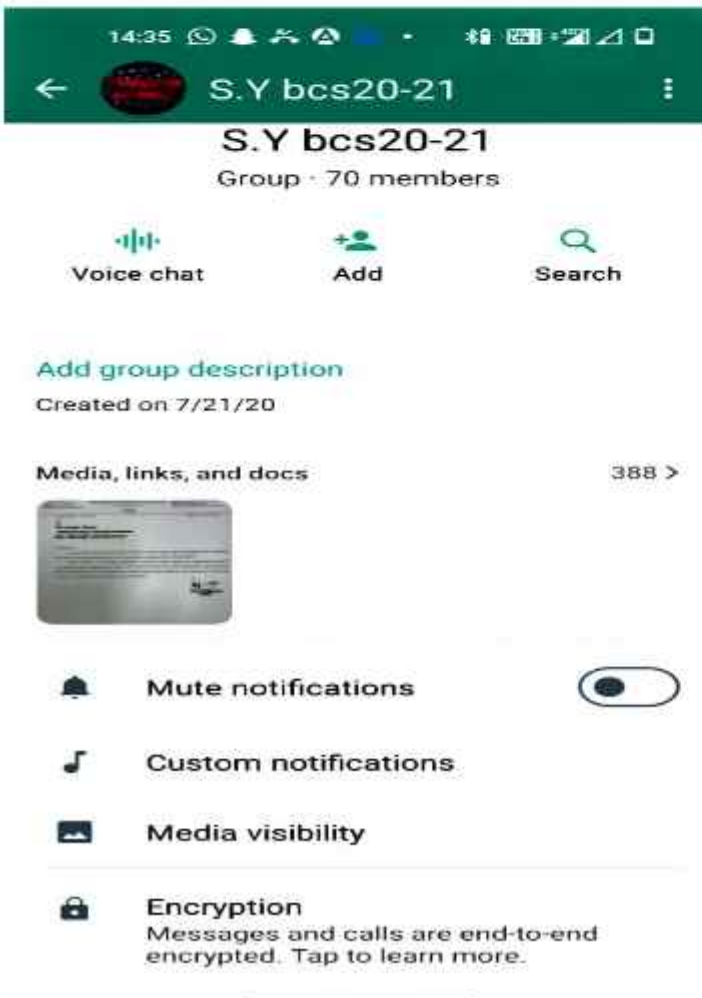 14:35
S.Y bcs20-21
S.Y bcs20-21
Group · 70 members
Voice chat
Add
Search
Add group description
Created on 7/21/20
Media, links, and docs
388 >
Mute notifications
Custom notifications
Media visibility
Encryption
Messages and calls are end-to-end
encrypted. Tap to learn more.